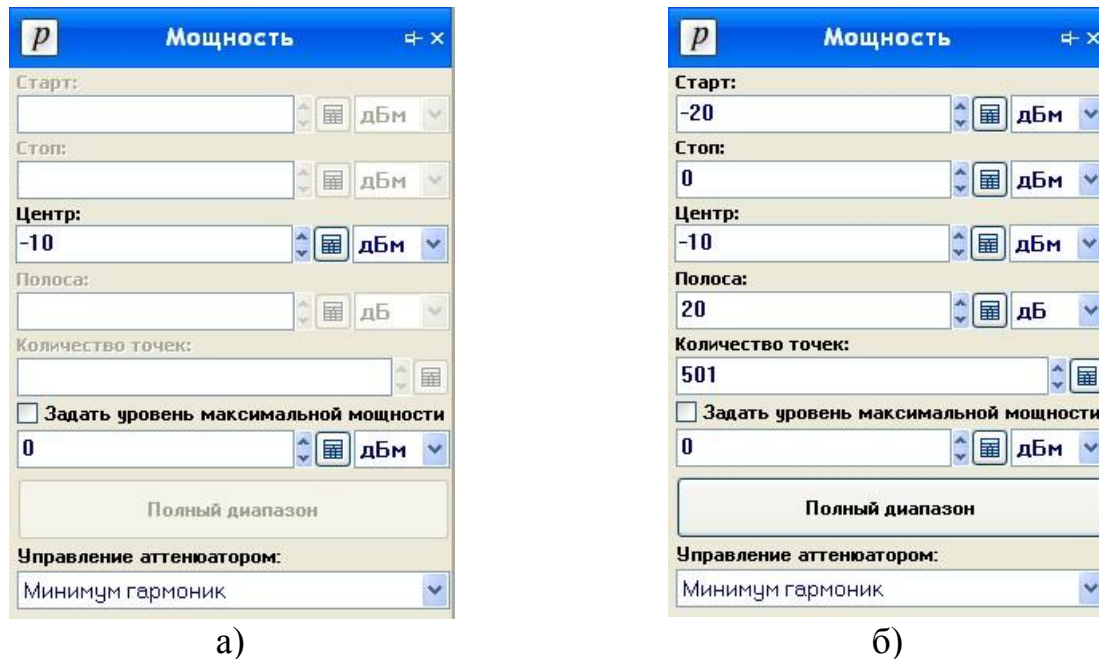 p Мощность
Старт:
дБм
Стоп:
дБм
Центр:
-10 дБм
Полоса:
дБ
Количество точек:
Задать уровень максимальной мощности
0 дБм
Полный диапазон
Управление аттенюатором:
Минимум гармоник
а)
p Мощность
Старт:
-20 дБм
Стоп:
0 дБм
Центр:
-10 дБм
Полоса:
20 дБ
Количество точек:
501
Задать уровень максимальной мощности
0 дБм
Полный диапазон
Управление аттенюатором:
Минимум гармоник
б)